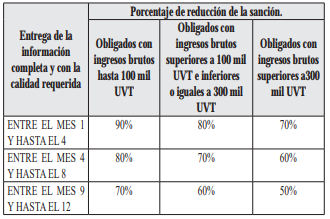 Porcentaje de reducción de la sanción.
Entrega de la
información
completa y con la
calidad requerida
Obligados con
ingresos brutos
hasta 100 mil
UVT
Obligados con
ingresos brutos
superiores a 100 mil
UVT e inferiores
o iguales a 300 mil
UVT
Obligados con
ingresos brutos
superiores a300
mil UVT
ENTRE EL MES 1
Y HASTA EL 4
90%
80%
70%
ENTRE EL MES 4
Y HASTA EL 8
80%
70%
60%
ENTRE EL MES 9
Y HASTA EL 12
70%
60%
50%